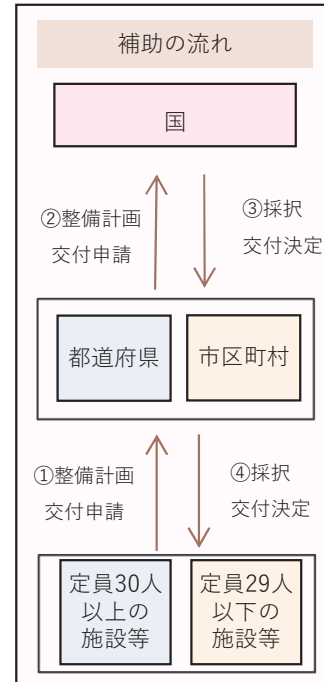 補助の流れ
国
②整備計画
交付申請
③採択
交付決定
都道府県
市区町村
①整備計画
交付申請
④採択
交付決定
定員30人
以上の
施設等
定員29人
以下の
施設等